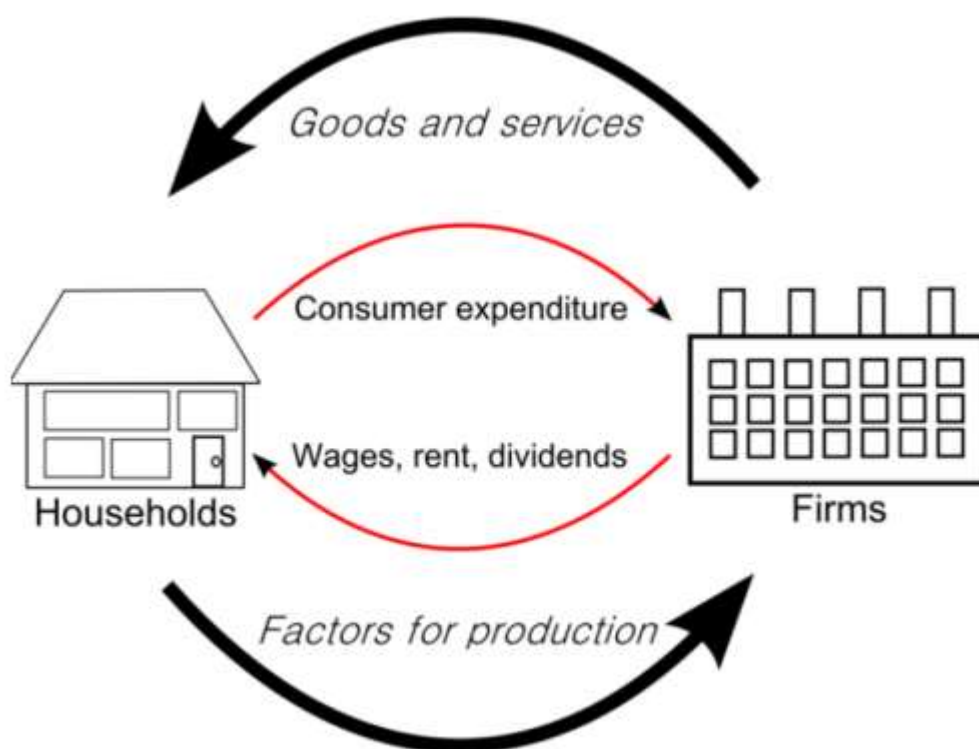 Goods and services
Consumer expenditure
Wages, rent, dividends
Households
Firms
Factors for production